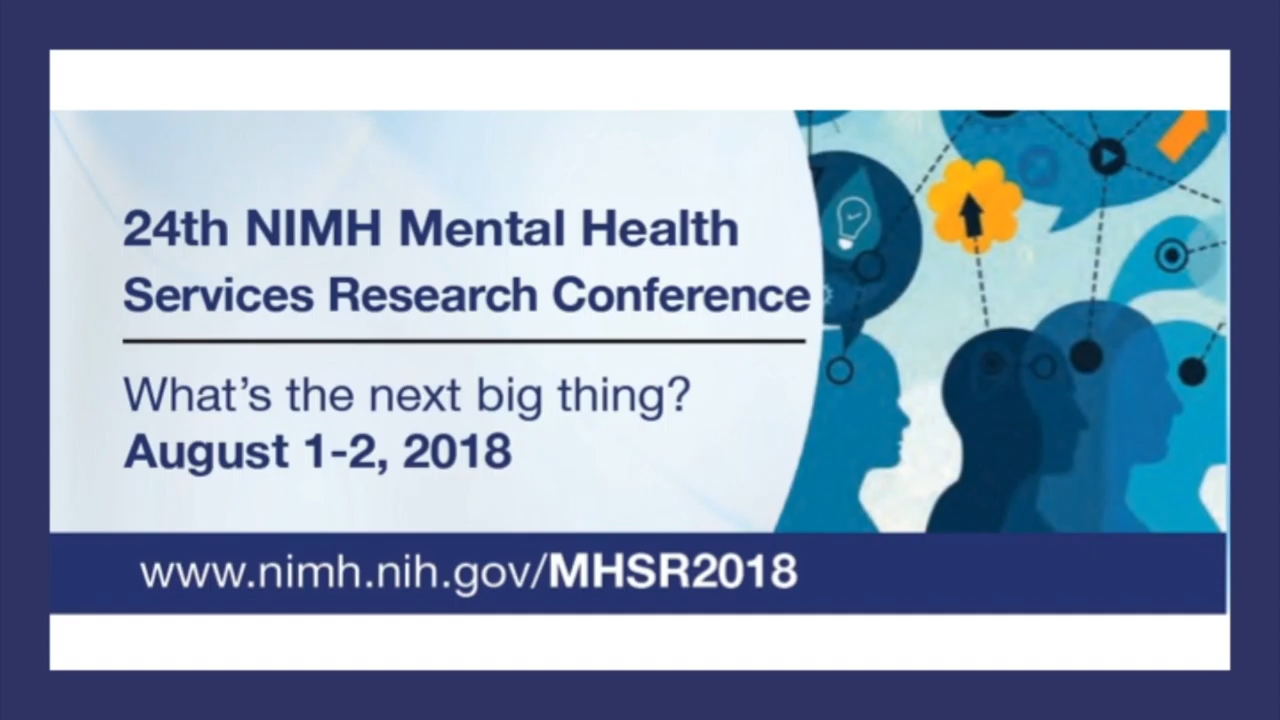 24th NIMH Mental Health
Services Research Conference
What's the next big thing?
August 1-2, 2018
www.nimh.nih.gov/MHSR2018